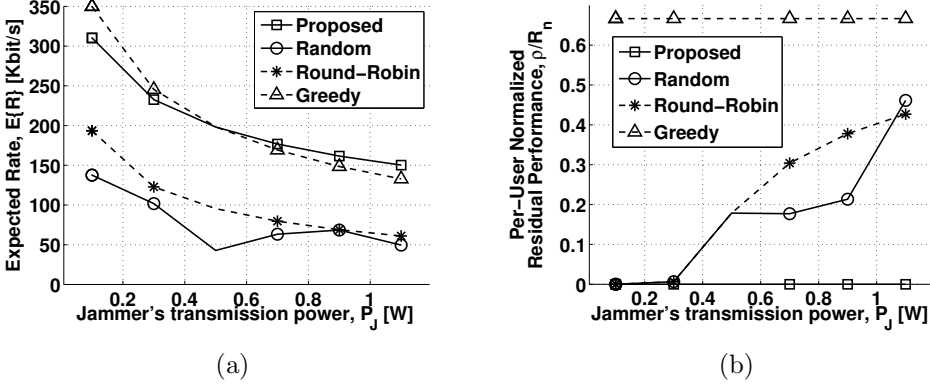 Expected Rate, E{R} [Kbit/s]
350
300
250
200
150
100
50
0
0.2
0.4
0.6
0.8
1
Jammer's transmission power, P_J [W]
Proposed
Random
Round−Robin
Greedy
(a)
Per−User Normalized
Residual Performance, ρ/R_n
0.6
0.5
0.4
0.3
0.2
0.1
0
0.2
0.4
0.6
0.8
1
Jammer's transmission power, P_J [W]
Proposed
Random
Round−Robin
Greedy
(b)